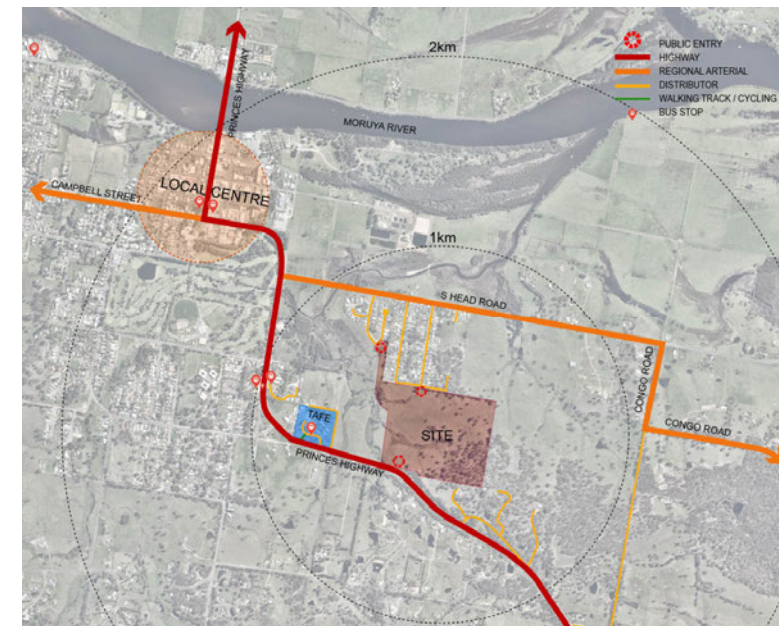 2km
PUBLIC ENTRY
HIGHWAY
REGIONAL ARTERIAL
DISTRIBUTOR
WALKING TRACK / CYCLING
BUS STOP
PRINCES HIGHWAY
MORUYA RIVER
CAMPBELL STREET
LOCAL CENTRE
1km
S HEAD ROAD
CONGO ROAD
CONGO ROAD
TAFE
SITE
PRINCES HIGHWAY